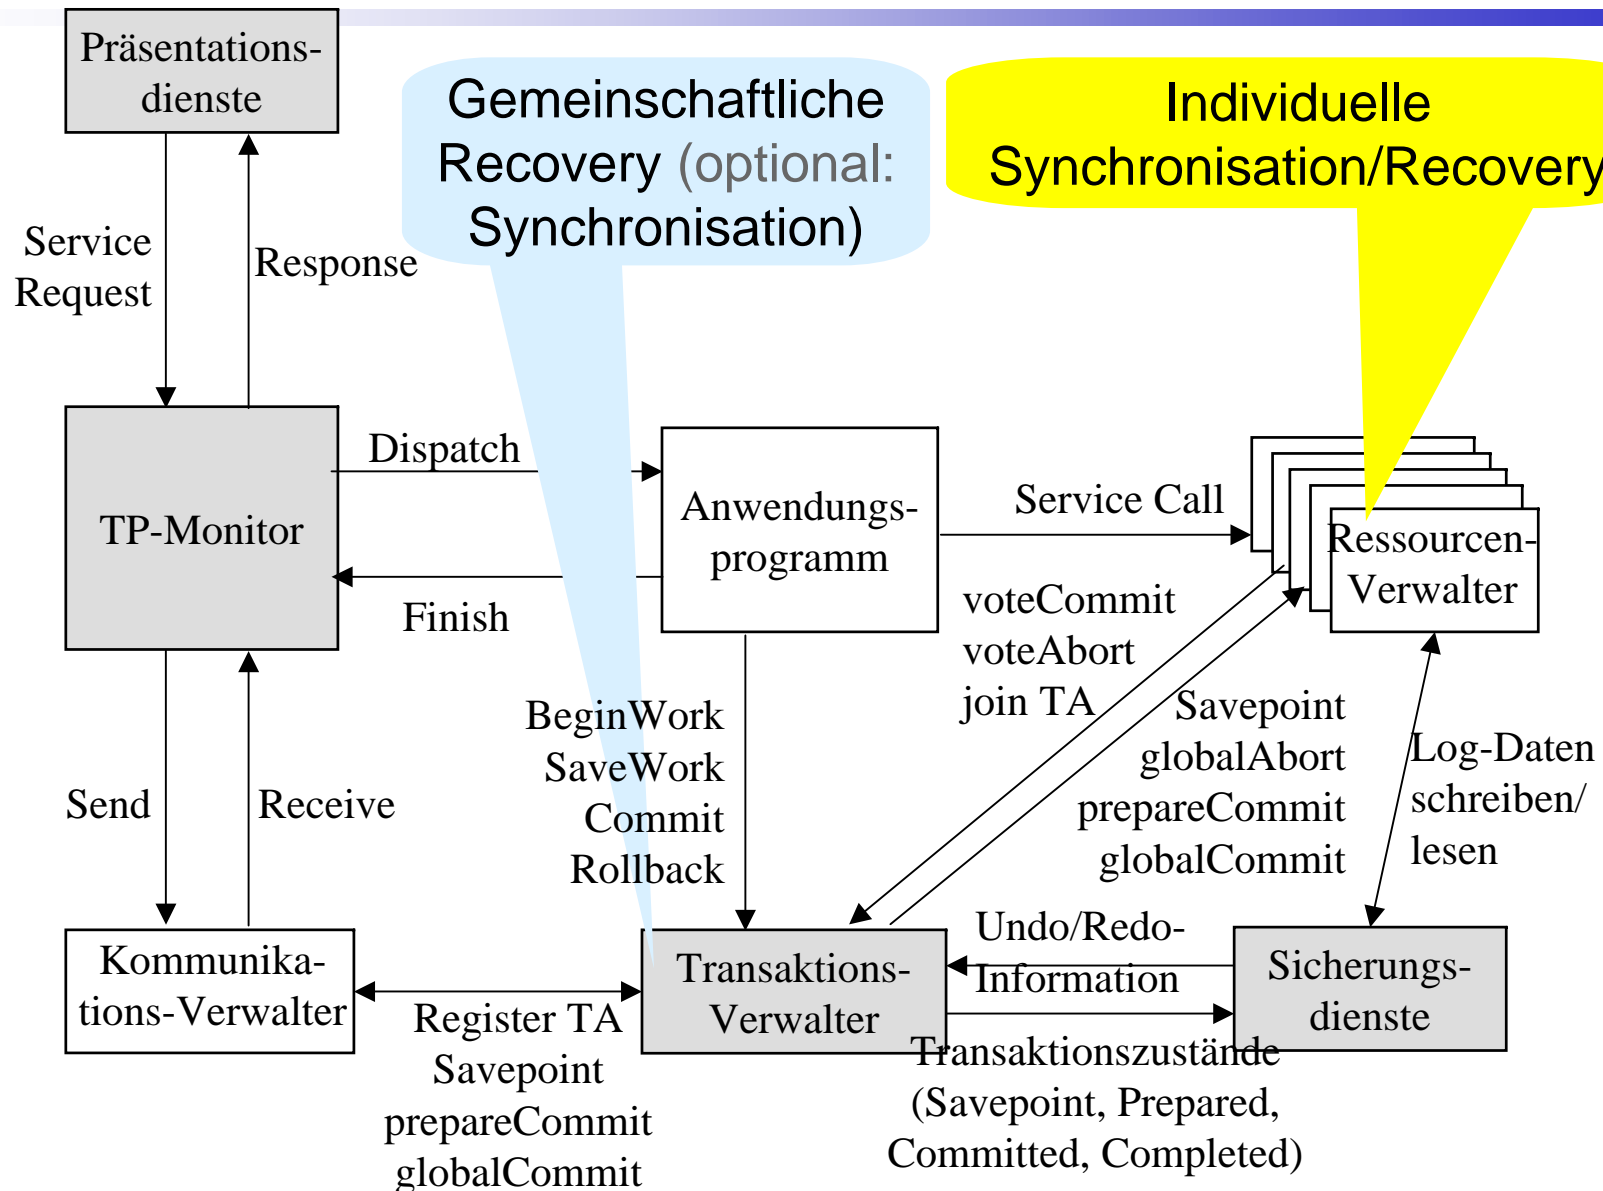 Präsentations-
dienste
Gemeinschaftliche
Recovery (optional:
Synchronisation)
Individuelle
Synchronisation/Recovery
Service
Request
Response
Dispatch
TP-Monitor
Finish
Anwendungs-
programm
Service Call
Ressourcen-
Verwalter
voteCommit
voteAbort
join TA
BeginWork
SaveWork
Commit
Rollback
Savepoint
globalAbort
prepareCommit
globalCommit
Log-Daten
schreiben/
lesen
Send
Receive
Kommunika-
tions-Verwalter
Register TA
Savepoint
prepareCommit
globalCommit
Transaktions-
Verwalter
Undo/Redo-
Information
Sicherungs-
dienste
Transaktionszustände
(Savepoint, Prepared,
Committed, Completed)